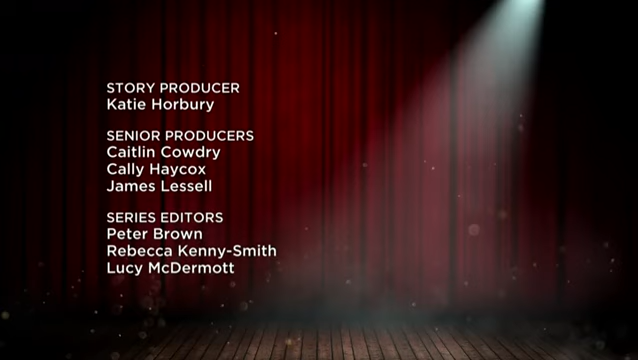 STORY PRODUCER
Katie Horbury
SENIOR PRODUCERS
Caitlin Cowdry
Cally Haycox
James Lessell
SERIES EDITORS
Peter Brown
Rebecca Kenny-Smith
Lucy McDermott